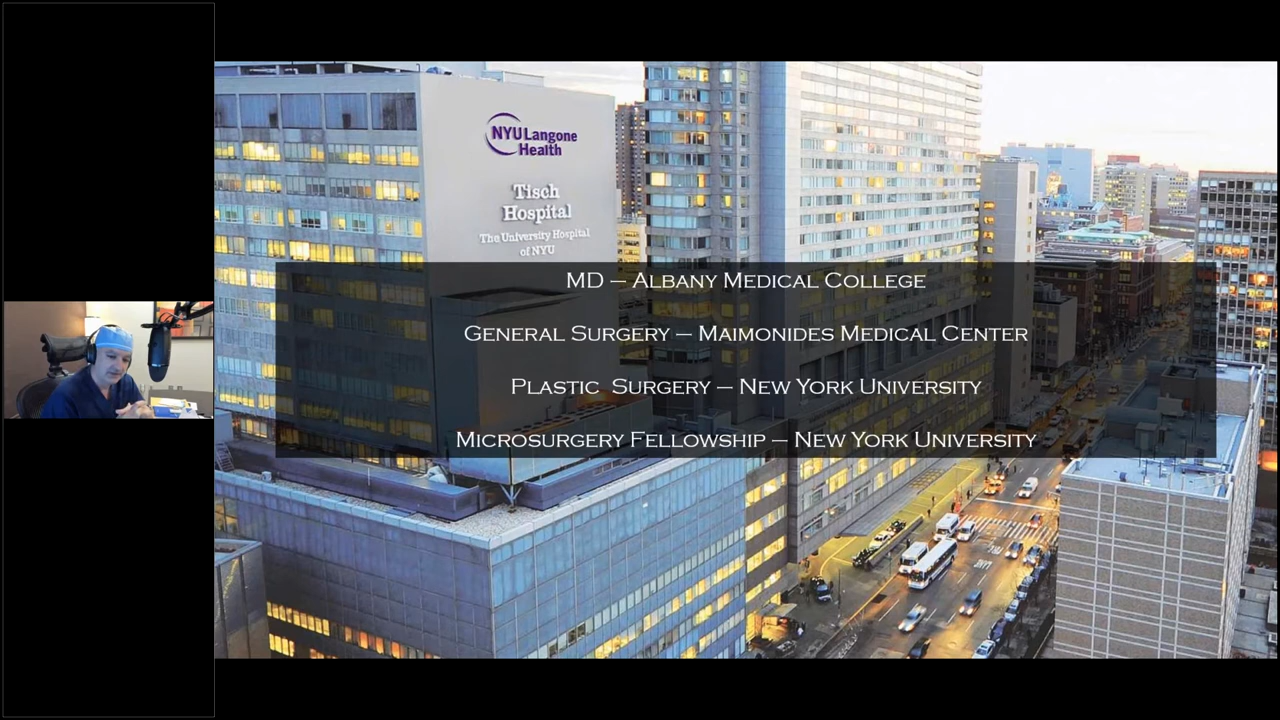 NYU Langone
Health
Tisch
Hospital
The University Hospital
of NYU
MD – Albany Medical College
General Surgery – Maimonides Medical Center
Plastic Surgery – New York University
Microsurgery Fellowship – New York University